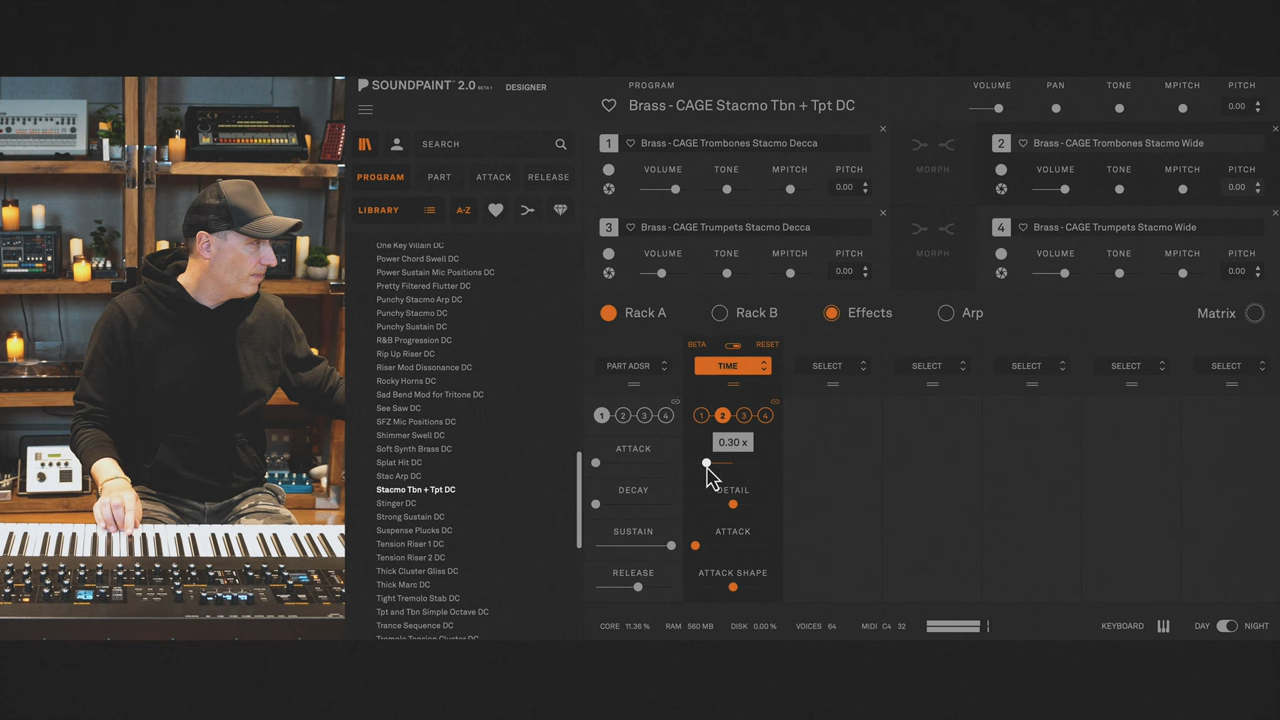 SOUNDPAINT™ 2.0 BETA 1 DESIGNER
SEARCH
PROGRAM PART ATTACK RELEASE
LIBRARY A-Z
One Key Villain DC
Power Chord Swell DC
Power Sustain Mic Positions DC
Pretty Filtered Flutter DC
Punchy Stacmo Arp DC
Punchy Stacmo DC
Punchy Sustain DC
R&B Progression DC
Rip Up Riser DC
Riser Mod Dissonance DC
Rocky Horns DC
Sad Bend Mod for Tritone DC
See Saw DC
SFZ Mic Positions DC
Shimmer Swell DC
Soft Synth Brass DC
Splat Hit DC
Stac Arp DC
Stacmo Tbn + Tpt DC
Stinger DC
Strong Sustain DC
Suspense Plucks DC
Tension Riser 1 DC
Tension Riser 2 DC
Thick Cluster Gliss DC
Thick Marc DC
Tight Tremolo Stab DC
Tpt and Tbn Simple Octave DC
Trance Sequence DC
Tremolo Tension Cluster DC
PROGRAM
Brass - CAGE Stacmo Tbn + Tpt DC
VOLUME PAN TONE MPITCH PITCH
0.00
1 Brass - CAGE Trombones Stacmo Decca
VOLUME TONE MPITCH PITCH
0.00
MORPH
2 Brass - CAGE Trombones Stacmo Wide
VOLUME TONE MPITCH PITCH
0.00
3 Brass - CAGE Trumpets Stacmo Decca
VOLUME TONE MPITCH PITCH
0.00
MORPH
4 Brass - CAGE Trumpets Stacmo Wide
VOLUME TONE MPITCH PITCH
0.00
Rack A Rack B Effects Arp Matrix
BETA RESET
PART ADSR TIME SELECT SELECT SELECT SELECT SELECT
1 2 3 4 1 2 3 4
0.30 x
ATTACK
DECAY DETAIL
SUSTAIN ATTACK
RELEASE ATTACK SHAPE
CORE 11.36 % RAM 560 MB DISK 0.00 % VOICES 64 MIDI C4 32 KEYBOARD DAY NIGHT